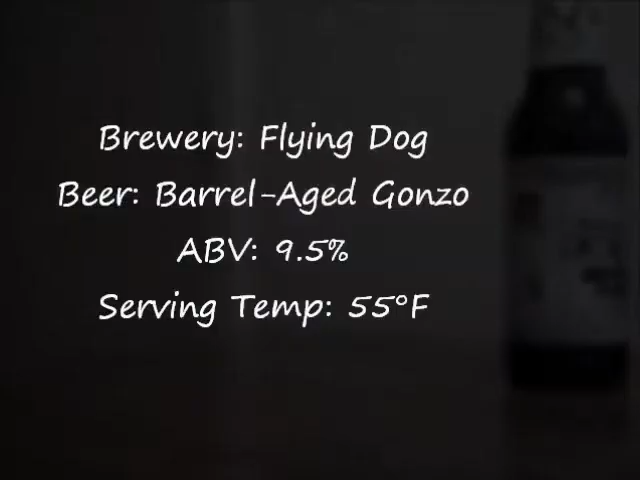 Brewery: Flying Dog
Beer: Barrel-Aged Gonzo
ABV: 9.5%
Serving Temp: 55°F